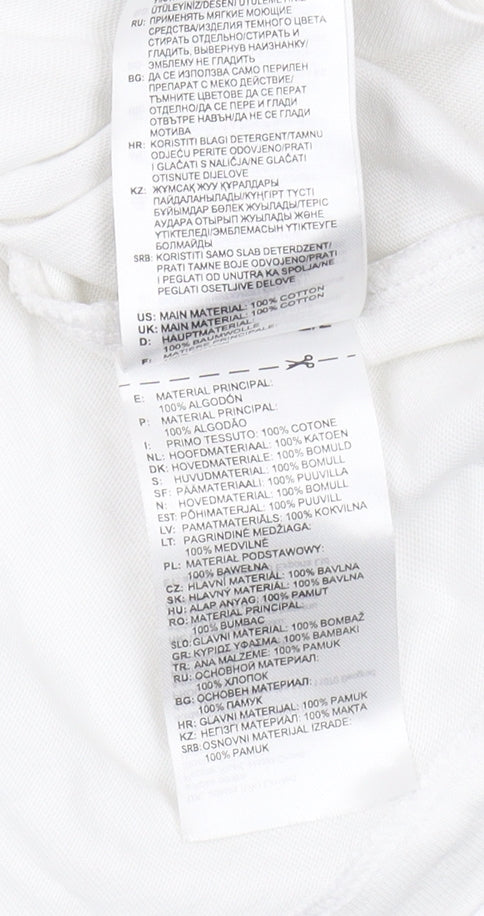 ÜTÜLEYİNİZ/DESENİ ÜTÜLEMEYİNİZ
RU: ПРИМЕНЯТЬ МЯГКИЕ МОЮЩИЕ
СРЕДСТВА/ИЗДЕЛИЯ ТЕМНОГО ЦВЕТА
СТИРАТЬ ОТДЕЛЬНО/СТИРАТЬ И
ГЛАДИТЬ, ВЫВЕРНУВ НАИЗНАНКУ/
ЭМБЛЕМУ НЕ ГЛАДИТЬ
BG: ДА СЕ ИЗПОЛЗВА САМО ПЕРИЛЕН
ПРЕПАРАТ С МЕКО ДЕЙСТВИЕ/
ТЪМНИТЕ ЦВЕТОВЕ ДА СЕ ПЕРАТ
ОТДЕЛНО/ДА СЕ ПЕРЕ И ГЛАДИ
ОТВЪТРЕ НАВЪН/ДА НЕ СЕ ГЛАДИ
МОТИВА
HR: KORISTITI BLAGI DETERGENT/TAMNU
ODJEĆU PERITE ODOVOJENO/PRATI
I GLAČATI S NALIČJA/NE GLAČATI
OTISNUTE DIJELOVE
KZ: ЖҰМСАҚ ЖУУ ҚҰРАЛДАРЫ
ПАЙДАЛАНЫЛАДЫ/КҮҢГІРТ ТҮСТІ
БҰЙЫМДАР БӨЛЕК ЖУЫЛАДЫ/ТЕРІС
АУДАРА ОТЫРЫП ЖУЫЛАДЫ ЖӘНЕ
ҮТІКТЕЛЕДІ/ЭМБЛЕМАСЫН ҮТІКТЕУГЕ
БОЛМАЙДЫ
SRB: KORISTITI SAMO SLAB DETERDZENT/
PRATI TAMNE BOJE ODVOJENO/PRATI
I PEGLATI OD UNUTRA KA SPOLJA/NE
PEGLATI OSETLJIVE DELOVE
US: MAIN MATERIAL: 100% COTTON
UK: MAIN MATERIAL: 100% COTTON
D: HAUPTMATERIAL:
100% BAUMWOLLE
F: MATIÈRE PRINCIPALE:
E: MATERIAL PRINCIPAL:
100% ALGODÓN
P: MATERIAL PRINCIPAL:
100% ALGODÃO
I: PRIMO TESSUTO: 100% COTONE
NL: HOOFDMATERIAAL: 100% KATOEN
DK: HOVEDMATERIALE: 100% BOMULD
S: HUVUDMATERIAL: 100% BOMULL
SF: PÄÄMATERIAALI: 100% PUUVILLA
N: HOVEDMATERIAL: 100% BOMULL
EST: PÕHIMATERJAL: 100% PUUVILL
LV: PAMATMATERIĀLS: 100% KOKVILNA
LT: PAGRINDINĖ MEDŽIAGA:
100% MEDVILNĖ
PL: MATERIAŁ PODSTAWOWY:
100% BAWEŁNA
CZ: HLAVNÍ MATERIÁL: 100% BAVLNA
SK: HLAVNÝ MATERIÁL: 100% BAVLNA
HU: ALAP ANYAG: 100% PAMUT
RO: MATERIAL PRINCIPAL:
100% BUMBAC
SLO: GLAVNI MATERIAL: 100% BOMBAŽ
GR: ΚΥΡΙΩΣ ΥΦΑΣΜΑ: 100% ΒΑΜΒΑΚΙ
TR: ANA MALZEME: 100% PAMUK
RU: ОСНОВНОЙ МАТЕРИАЛ:
100% ХЛОПОК
BG: ОСНОВЕН МАТЕРИАЛ:
100% ПАМУК
HR: GLAVNI MATERIJAL: 100% PAMUK
KZ: НЕГІЗГІ МАТЕРИАЛ: 100% МАҚТА
SRB: OSNOVNI MATERIJAL IZRADE:
100% PAMUK